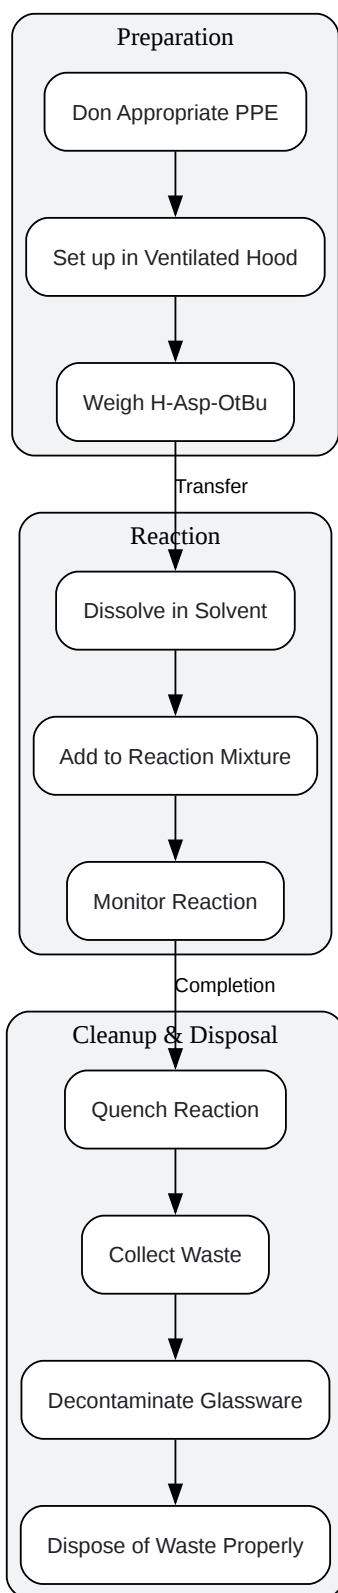 Preparation
Don Appropriate PPE
Set up in Ventilated Hood
Weigh H-Asp-OtBu
Transfer
Reaction
Dissolve in Solvent
Add to Reaction Mixture
Monitor Reaction
Completion
Cleanup & Disposal
Quench Reaction
Collect Waste
Decontaminate Glassware
Dispose of Waste Properly